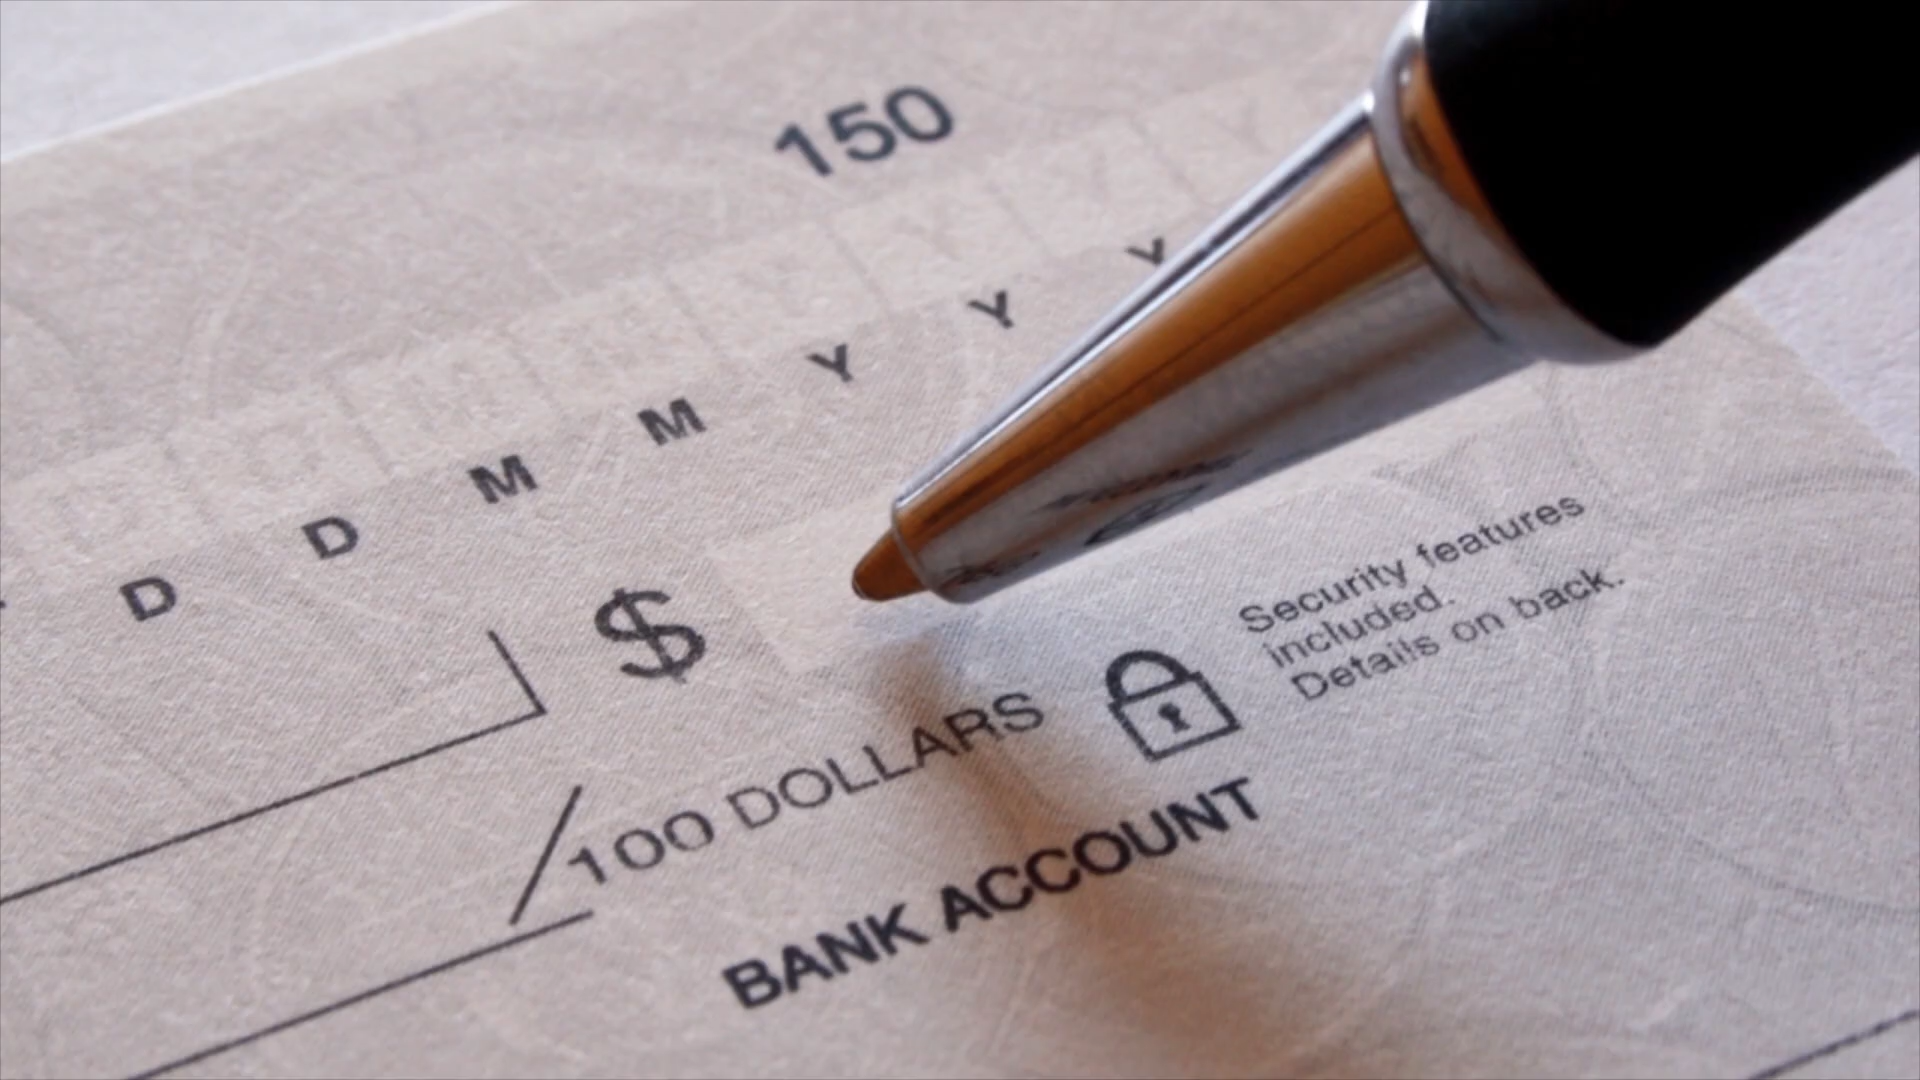 150
D D M M Y Y Y
$
/100 DOLLARS
Security features
included.
Details on back.
BANK ACCOUNT